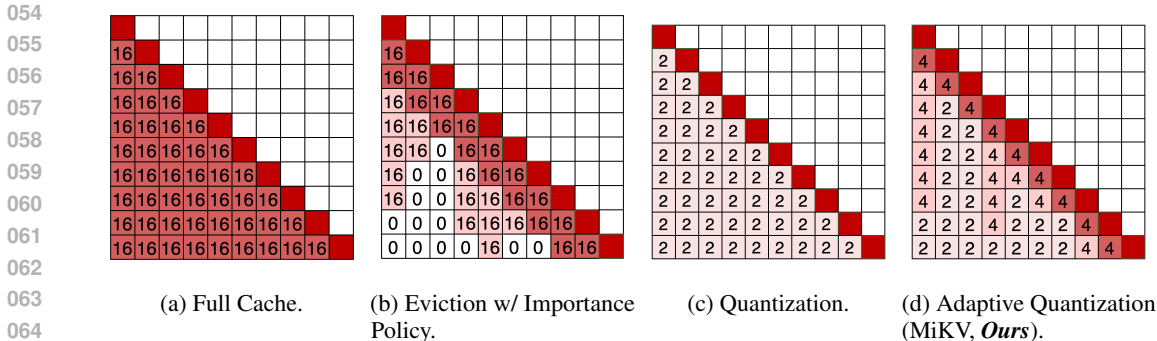 054
055
056
057
058
059
060
061
062
063
064
16
16 16
16 16 16
16 16 16 16
16 16 16 16 16
16 16 16 16 16 16
16 16 16 16 16 16 16
16 16 16 16 16 16 16 16
16 16 16 16 16 16 16 16 16
(a) Full Cache.
16
16 16
16 16 16
16 16 16 16
16 16 0 16 16
16 0 0 16 16 16
16 0 0 16 16 16 16
0 0 0 16 16 16 16 16
0 0 0 0 16 0 0 16 16
(b) Eviction w/ Importance
Policy.
2
2 2
2 2 2
2 2 2 2
2 2 2 2 2
2 2 2 2 2 2
2 2 2 2 2 2 2
2 2 2 2 2 2 2 2
2 2 2 2 2 2 2 2 2
(c) Quantization.
4
4 4
4 2 4
4 2 2 4
4 2 2 4 4
4 2 2 4 4 4
4 2 2 4 2 4 4
2 2 2 4 2 2 2 4
2 2 2 2 2 2 2 4 4
(d) Adaptive Quantization
(MiKV, Ours).